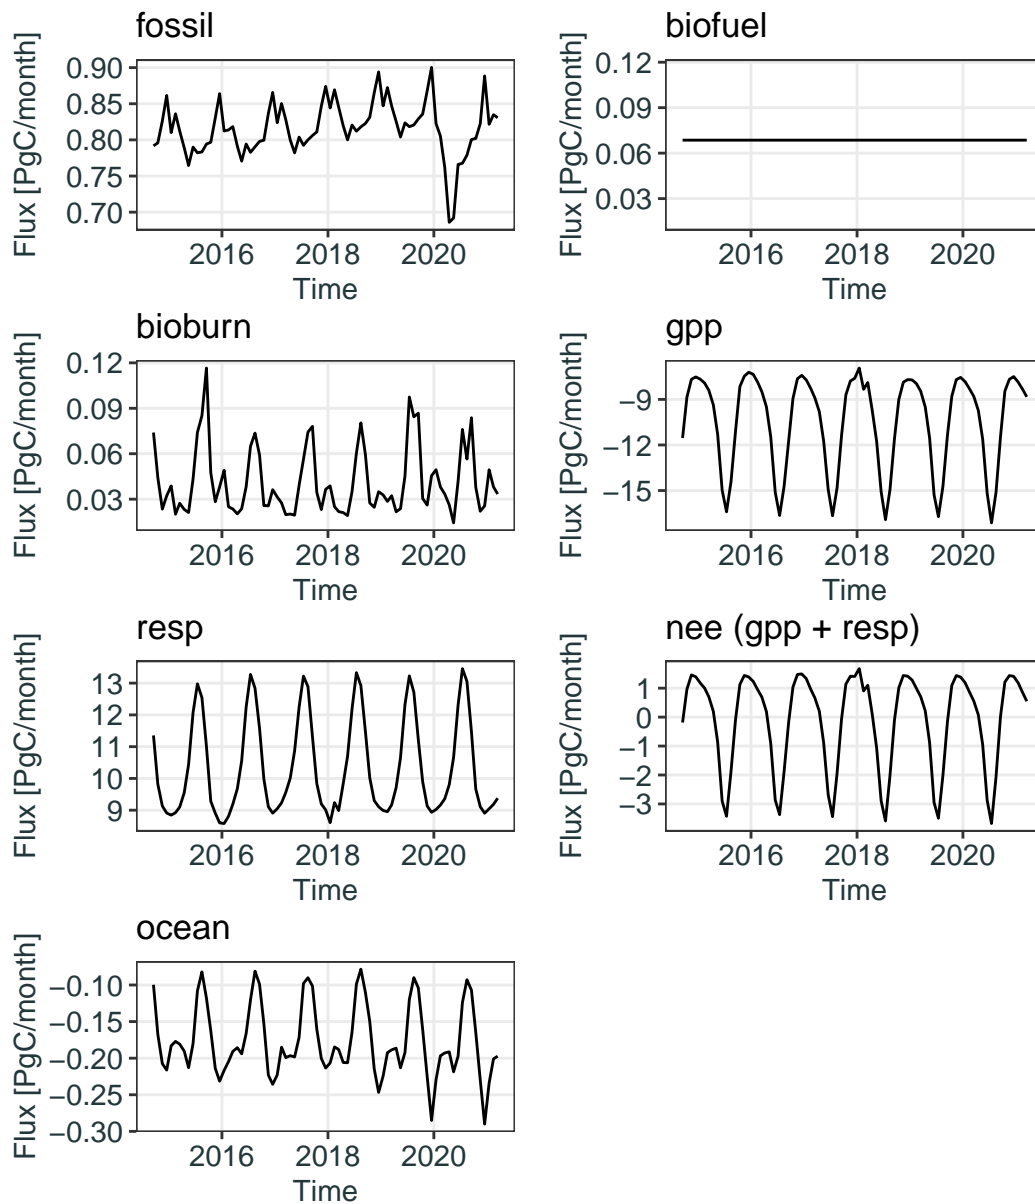 fossil
Flux [PgC/month]
0.90
0.85
0.80
0.75
0.70
2016 2018 2020
Time
biofuel
Flux [PgC/month]
0.12
0.09
0.06
0.03
2016 2018 2020
Time
bioburn
Flux [PgC/month]
0.12
0.09
0.06
0.03
2016 2018 2020
Time
gpp
Flux [PgC/month]
−9
−12
−15
2016 2018 2020
Time
resp
Flux [PgC/month]
13
12
11
10
9
2016 2018 2020
Time
nee (gpp + resp)
Flux [PgC/month]
1
0
−1
−2
−3
2016 2018 2020
Time
ocean
Flux [PgC/month]
−0.10
−0.15
−0.20
−0.25
−0.30
2016 2018 2020
Time